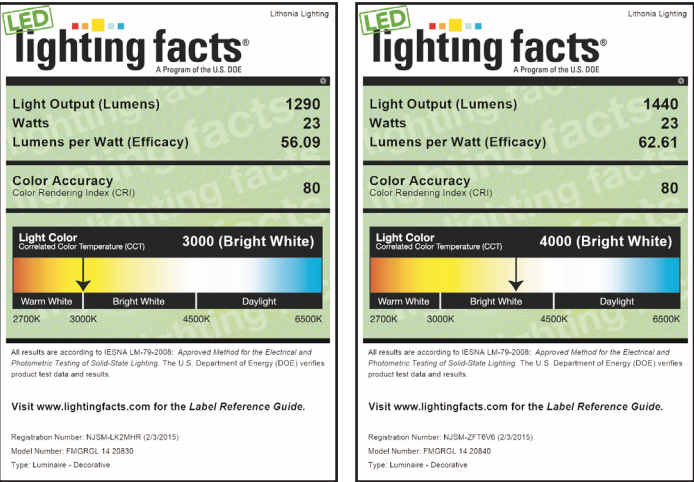 LED
Lithonia Lighting
lighting facts®
A Program of the U.S. DOE
Light Output (Lumens) 1290
Watts 23
Lumens per Watt (Efficacy) 56.09
Color Accuracy
Color Rendering Index (CRI) 80
Light Color
Correlated Color Temperature (CCT) 3000 (Bright White)
Warm White Bright White Daylight
2700K 3000K 4500K 6500K
All results are according to IESNA LM-79-2008: Approved Method for the Electrical and
Photometric Testing of Solid-State Lighting. The U.S. Department of Energy (DOE) verifies
product test data and results.
Visit www.lightingfacts.com for the Label Reference Guide.
Registration Number: NJSM-LK2MHR (2/3/2015)
Model Number: FMGRGL 14 20830
Type: Luminaire - Decorative
LED
Lithonia Lighting
lighting facts®
A Program of the U.S. DOE
Light Output (Lumens) 1440
Watts 23
Lumens per Watt (Efficacy) 62.61
Color Accuracy
Color Rendering Index (CRI) 80
Light Color
Correlated Color Temperature (CCT) 4000 (Bright White)
Warm White Bright White Daylight
2700K 3000K 4500K 6500K
All results are according to IESNA LM-79-2008: Approved Method for the Electrical and
Photometric Testing of Solid-State Lighting. The U.S. Department of Energy (DOE) verifies
product test data and results.
Visit www.lightingfacts.com for the Label Reference Guide.
Registration Number: NJSM-ZFT6V6 (2/3/2015)
Model Number: FMGRGL 14 20840
Type: Luminaire - Decorative